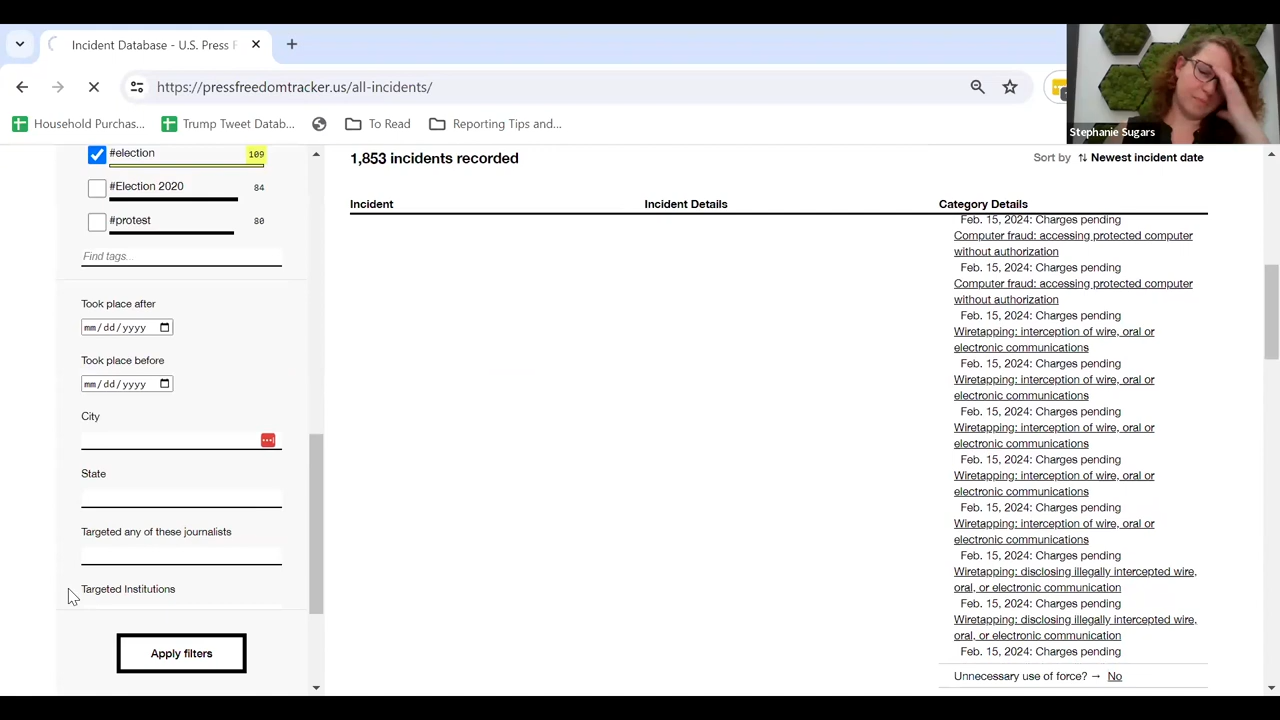 Incident Database - U.S. Press F
https://pressfreedomtracker.us/all-incidents/
Household Purchas...
Trump Tweet Datab...
To Read
Reporting Tips and...
Stephanie Sugars
#election 109
#Election 2020 84
#protest 80
Find tags...
Took place after
mm/dd/yyyy
Took place before
mm/dd/yyyy
City
State
Targeted any of these journalists
Targeted Institutions
Apply filters
1,853 incidents recorded
Sort by Newest incident date
Incident
Incident Details
Category Details
Feb. 15, 2024: Charges pending
Computer fraud: accessing protected computer
without authorization
Feb. 15, 2024: Charges pending
Computer fraud: accessing protected computer
without authorization
Feb. 15, 2024: Charges pending
Wiretapping: interception of wire, oral or
electronic communications
Feb. 15, 2024: Charges pending
Wiretapping: interception of wire, oral or
electronic communications
Feb. 15, 2024: Charges pending
Wiretapping: interception of wire, oral or
electronic communications
Feb. 15, 2024: Charges pending
Wiretapping: interception of wire, oral or
electronic communications
Feb. 15, 2024: Charges pending
Wiretapping: interception of wire, oral or
electronic communications
Feb. 15, 2024: Charges pending
Wiretapping: disclosing illegally intercepted wire,
oral, or electronic communication
Feb. 15, 2024: Charges pending
Wiretapping: disclosing illegally intercepted wire,
oral, or electronic communication
Feb. 15, 2024: Charges pending
Unnecessary use of force? → No